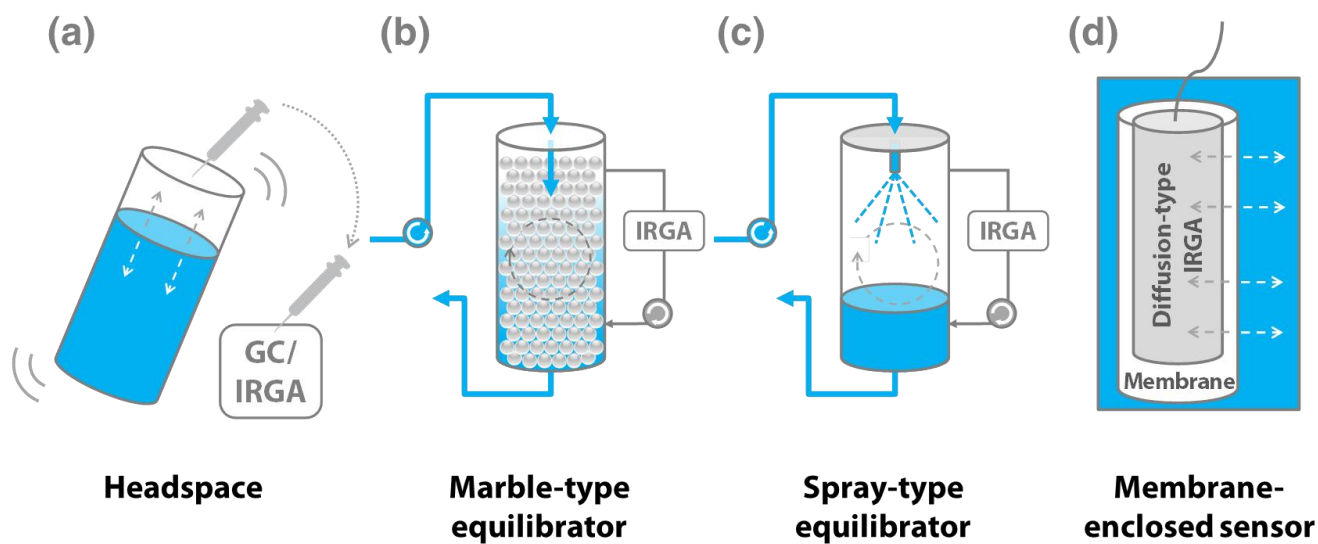 (a)
(b)
(c)
(d)
GC/
IRGA
IRGA
IRGA
Diffusion-type
IRGA
Membrane
Headspace
Marble-type
equilibrator
Spray-type
equilibrator
Membrane-
enclosed sensor